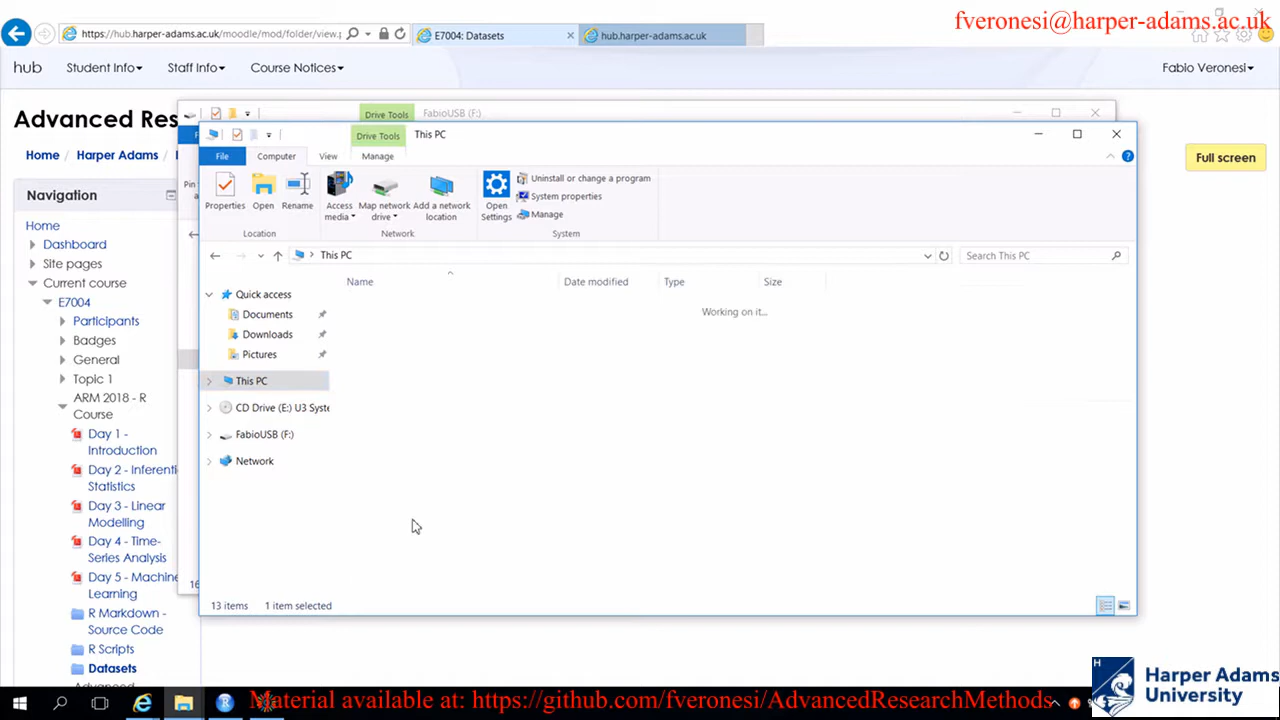 fveronesi@harper-adams.ac.uk
https://hub.harper-adams.ac.uk/moodle/mod/folder/view.
E7004: Datasets
hub.harper-adams.ac.uk
hub
Student Info
Staff Info
Course Notices
Fabio Veronesi
Advanced Res
Drive Tools
FabioUSB (F:)
Drive Tools
This PC
Home
Harper Adams
Full screen
File
Computer
View
Manage
Navigation
Pin
Properties
Open
Rename
Access media
Map network drive
Add a network location
Open Settings
Uninstall or change a program
System properties
Manage
Location
Network
System
This PC
Search This PC
Name
Date modified
Type
Size
Working on it...
Quick access
Documents
Downloads
Pictures
This PC
CD Drive (E:) U3 Syste
FabioUSB (F:)
Network
13 items
1 item selected
16
Home
Dashboard
Site pages
Current course
E7004
Participants
Badges
General
Topic 1
ARM 2018 - R
Course
Day 1 -
Introduction
Day 2 - Inferenti
Statistics
Day 3 - Linear
Modelling
Day 4 - Time-
Series Analysis
Day 5 - Machine
Learning
R Markdown -
Source Code
R Scripts
Datasets
Material available at: https://github.com/fveronesi/AdvancedResearchMethods
H
Harper Adams
University